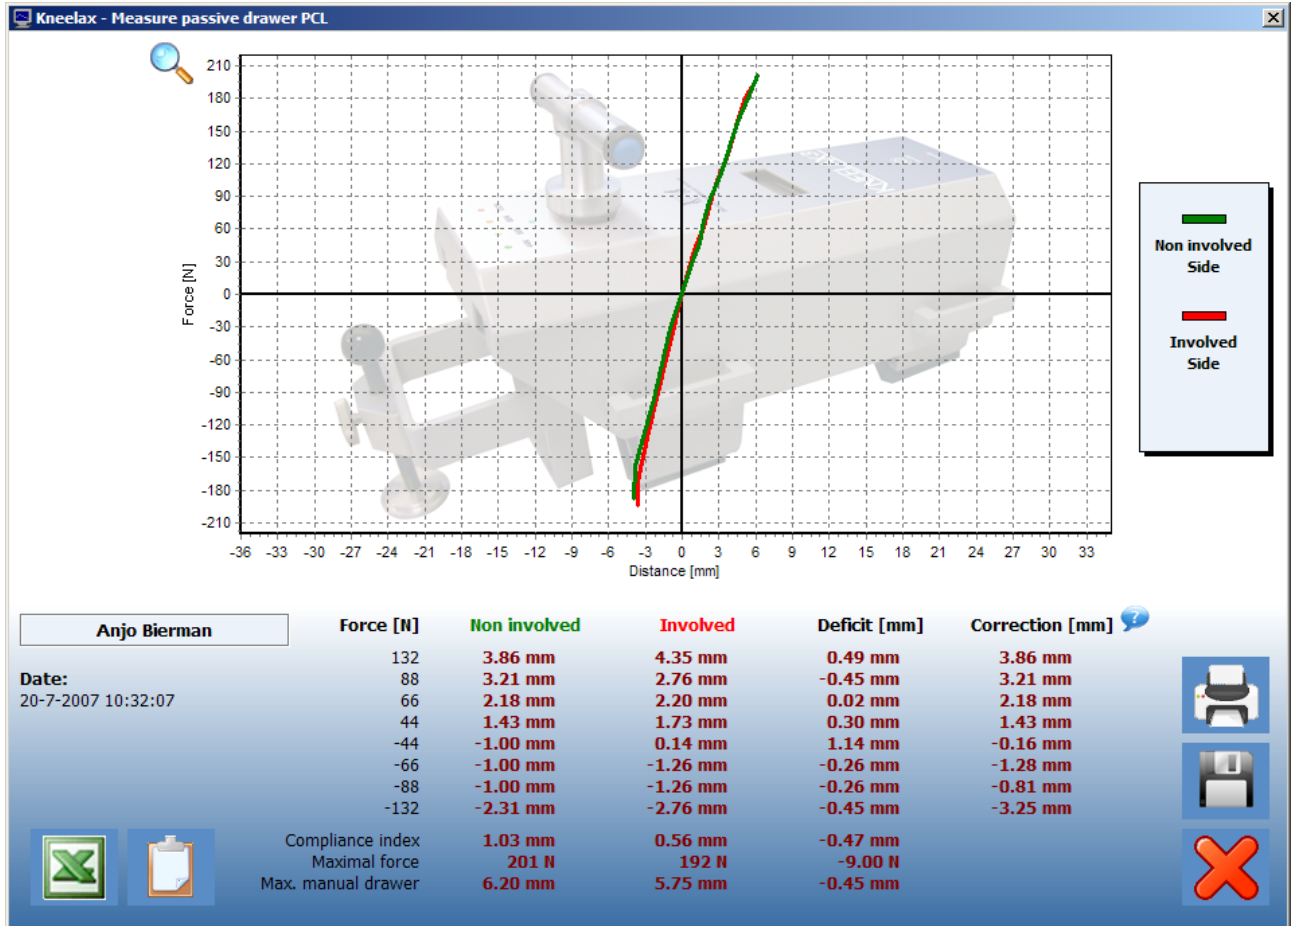 Kneelax - Measure passive drawer PCL
210
180
150
120
90
60
30
0
-30
-60
-90
-120
-150
-180
-210
Force [N]
-36 -33 -30 -27 -24 -21 -18 -15 -12 -9 -6 -3 0 3 6 9 12 15 18 21 24 27 30 33
Distance [mm]
Non involved
Side
Involved
Side
Anjo Bierman
Date:
20-7-2007 10:32:07
Force [N] Non involved Involved Deficit [mm] Correction [mm]
132 3.86 mm 4.35 mm 0.49 mm 3.86 mm
88 3.21 mm 2.76 mm -0.45 mm 3.21 mm
66 2.18 mm 2.20 mm 0.02 mm 2.18 mm
44 1.43 mm 1.73 mm 0.30 mm 1.43 mm
-44 -1.00 mm 0.14 mm 1.14 mm -0.16 mm
-66 -1.00 mm -1.26 mm -0.26 mm -1.28 mm
-88 -1.00 mm -1.26 mm -0.26 mm -0.81 mm
-132 -2.31 mm -2.76 mm -0.45 mm -3.25 mm
Compliance index 1.03 mm 0.56 mm -0.47 mm
Maximal force 201 N 192 N -9.00 N
Max. manual drawer 6.20 mm 5.75 mm -0.45 mm